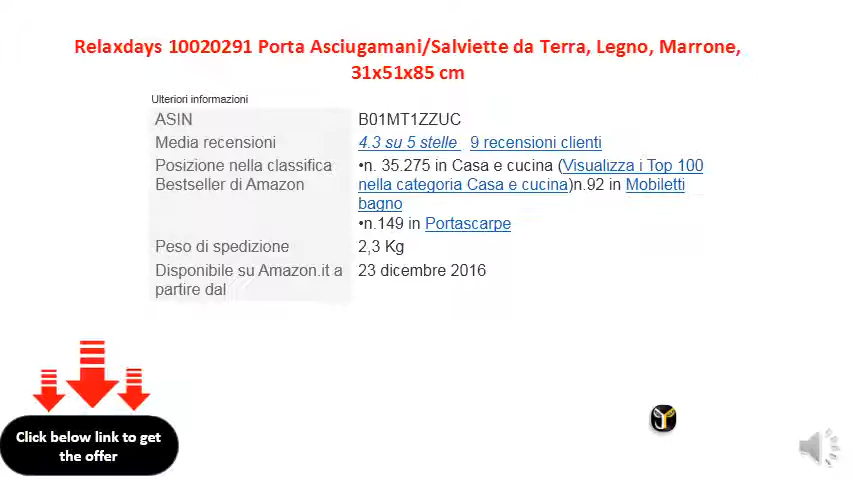 Relaxdays 10020291 Porta Asciugamani/Salviette da Terra, Legno, Marrone,
31x51x85 cm
Ulteriori informazioni
ASIN B01MT1ZZUC
Media recensioni 4.3 su 5 stelle 9 recensioni clienti
Posizione nella classifica •n. 35.275 in Casa e cucina (Visualizza i Top 100
Bestseller di Amazon nella categoria Casa e cucina)n.92 in Mobiletti
bagno
•n.149 in Portascarpe
Peso di spedizione 2,3 Kg
Disponibile su Amazon.it a 23 dicembre 2016
partire dal
Click below link to get
the offer